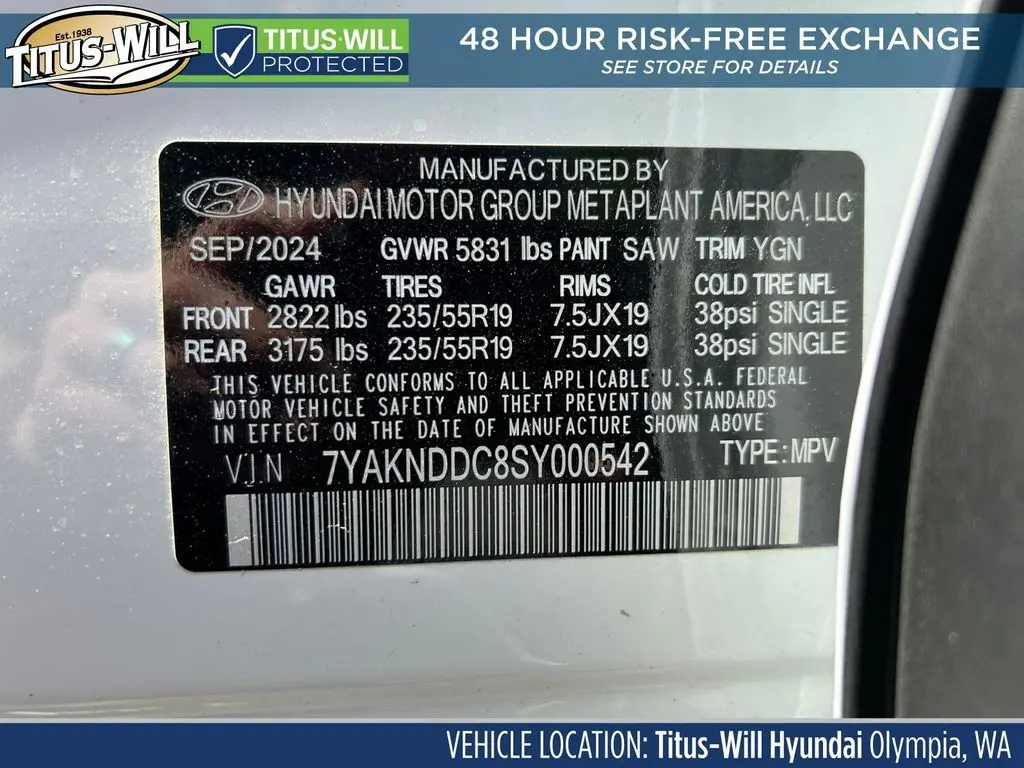 Est. 1938
TITUS-WILL
TITUS-WILL
PROTECTED
48 HOUR RISK-FREE EXCHANGE
SEE STORE FOR DETAILS
MANUFACTURED BY
HYUNDAI MOTOR GROUP METAPLANT AMERICA, LLC
SEP/2024 GVWR 5831 lbs PAINT SAW TRIM YGN
GAWR TIRES RIMS COLD TIRE INFL
FRONT 2822 lbs 235/55R19 7.5JX19 38psi SINGLE
REAR 3175 lbs 235/55R19 7.5JX19 38psi SINGLE
THIS VEHICLE CONFORMS TO ALL APPLICABLE U.S.A. FEDERAL
MOTOR VEHICLE SAFETY AND THEFT PREVENTION STANDARDS
IN EFFECT ON THE DATE OF MANUFACTURE SHOWN ABOVE
VIN 7YAKNDDC8SY000542 TYPE: MPV
VEHICLE LOCATION: Titus-Will Hyundai Olympia, WA